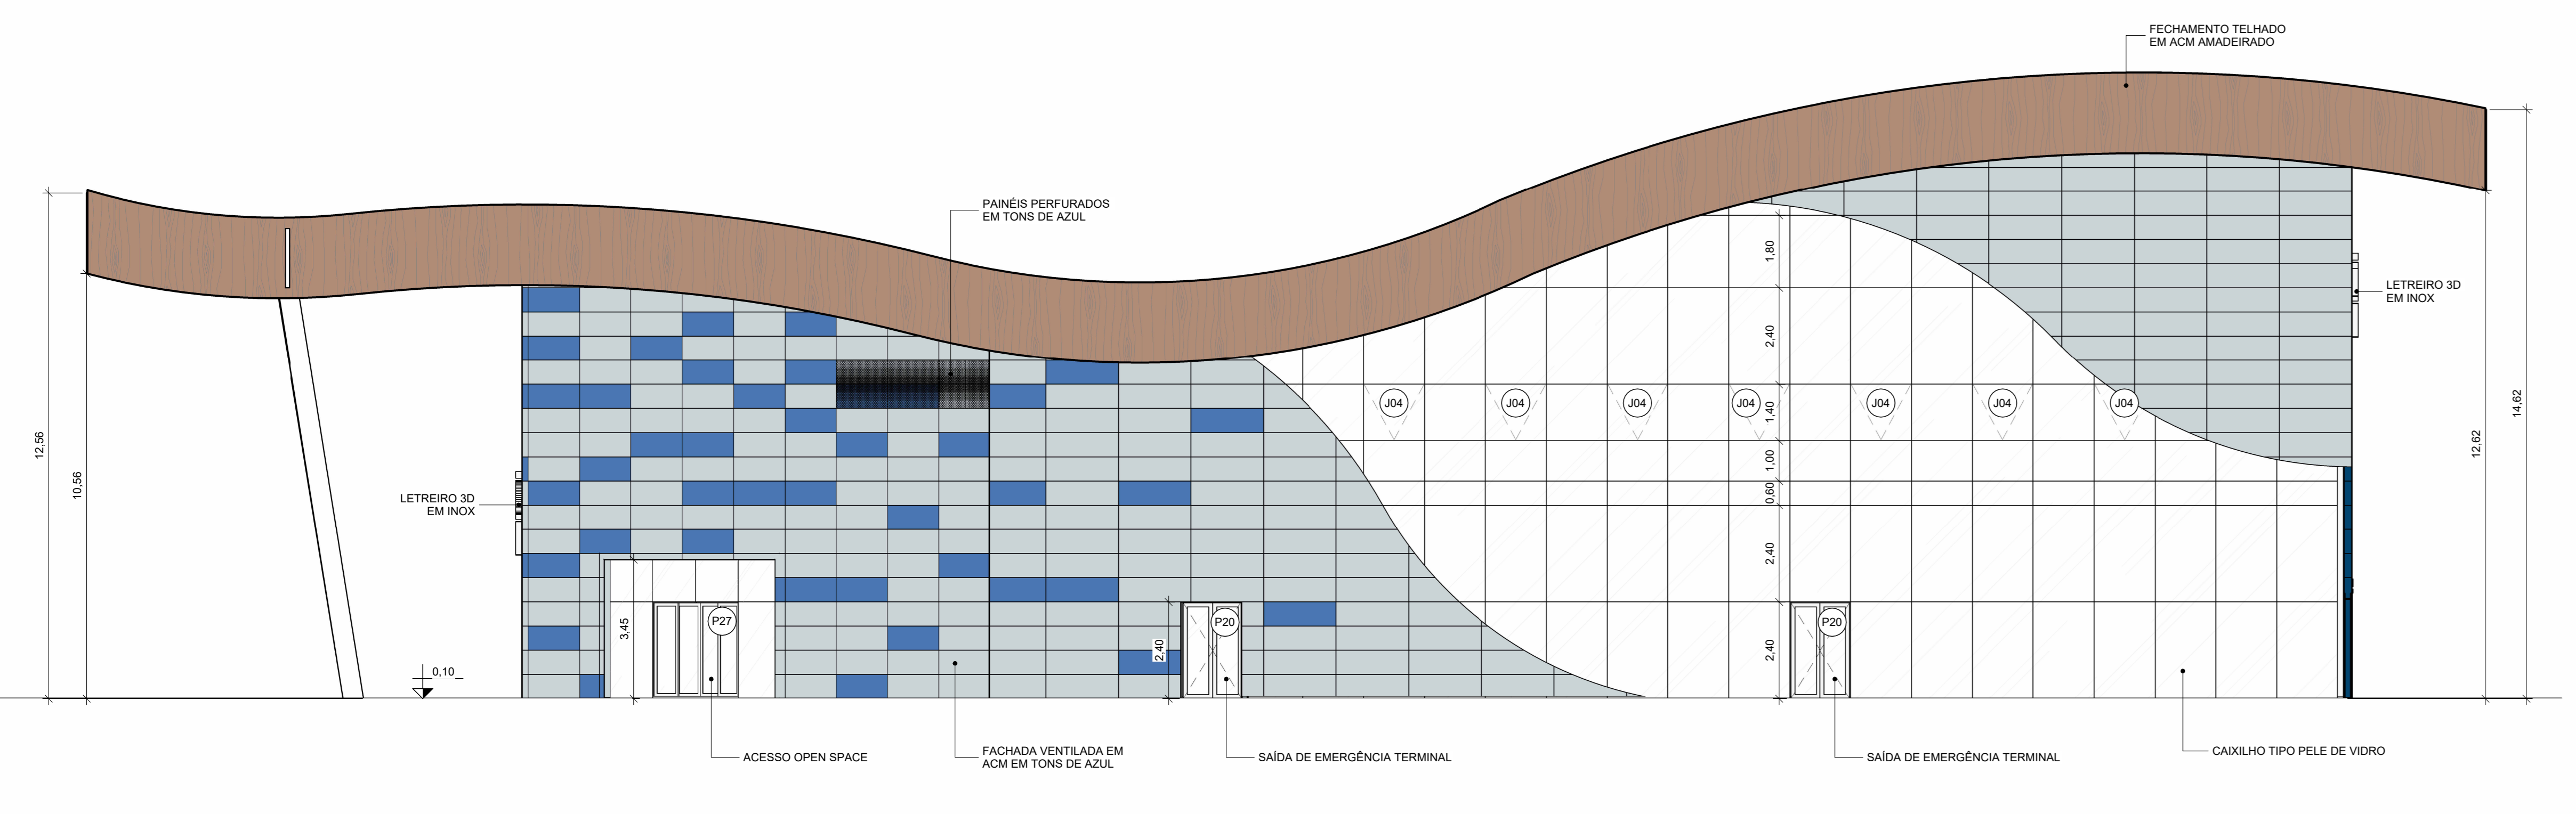 FECHAMENTO TELHADO
EM ACM AMADEIRADO
PAINÉIS PERFURADOS
EM TONS DE AZUL
1,80
2,40
LETREIRO 3D
EM INOX
J04
J04
J04
J04
J04
J04
J04
1,40
14,62
12,56
10,56
12,62
1,00
0,60
LETREIRO 3D
EM INOX
2,40
3,45
P27
P20
P20
2,40
2,40
0,10
ACESSO OPEN SPACE
FACHADA VENTILADA EM
ACM EM TONS DE AZUL
SAÍDA DE EMERGÊNCIA TERMINAL
SAÍDA DE EMERGÊNCIA TERMINAL
CAIXILHO TIPO PELE DE VIDRO